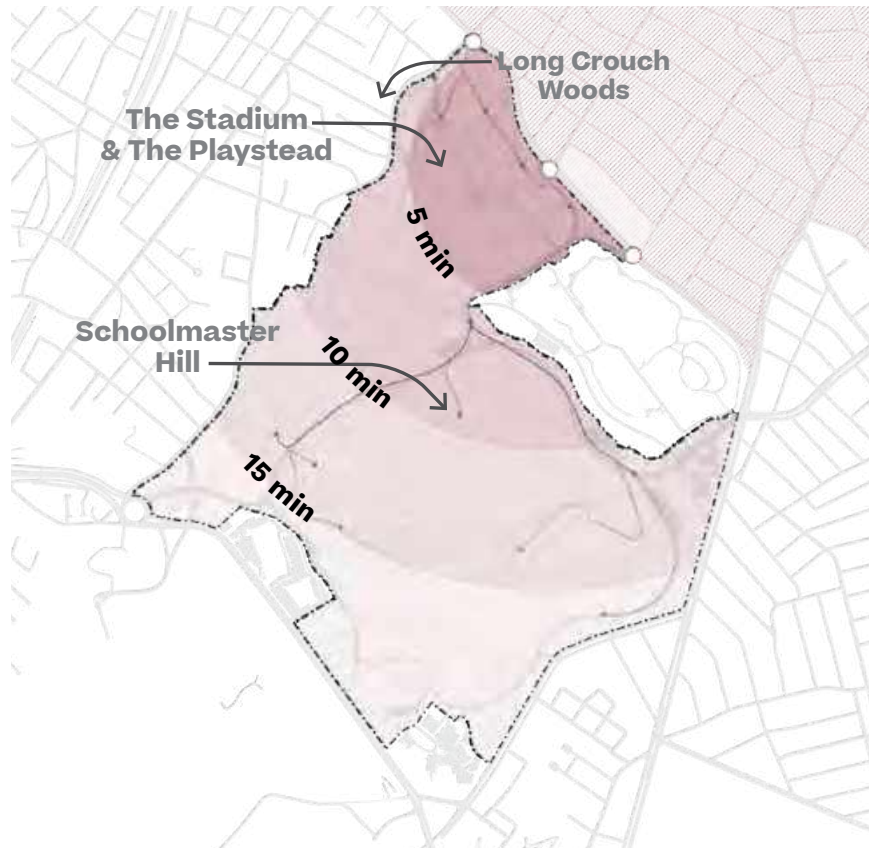 Long Crouch
Woods
The Stadium
& The Playstead
5 min
Schoolmaster
Hill
10 min
15 min